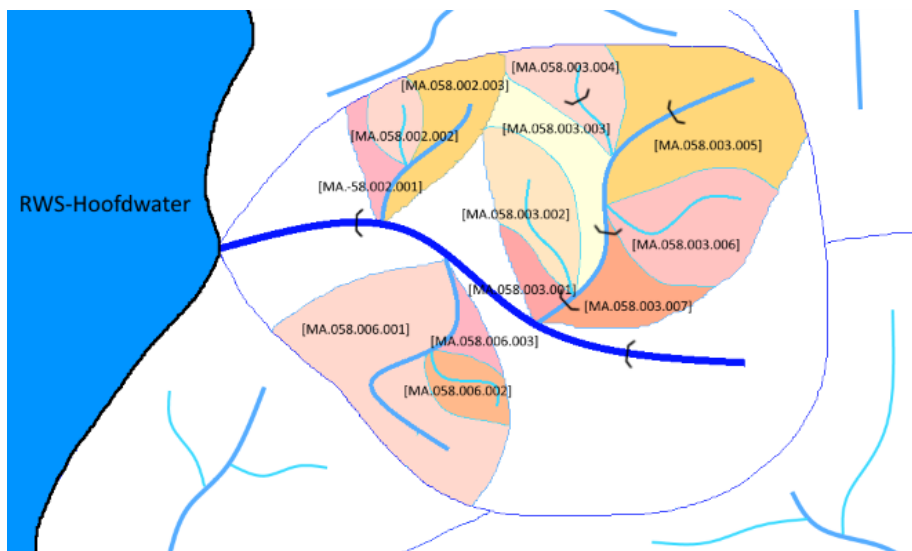 [MA.058.003.004]
[MA.058.002.003]
[MA.058.003.003]
[MA.058.002.002]
[MA.058.003.005]
[MA.-58.002.001]
RWS-Hoofdwater
[MA.058.003.002]
[MA.058.003.006]
[MA.058.003.001]
[MA.058.003.007]
[MA.058.006.001]
[MA.058.006.003]
[MA.058.006.002]